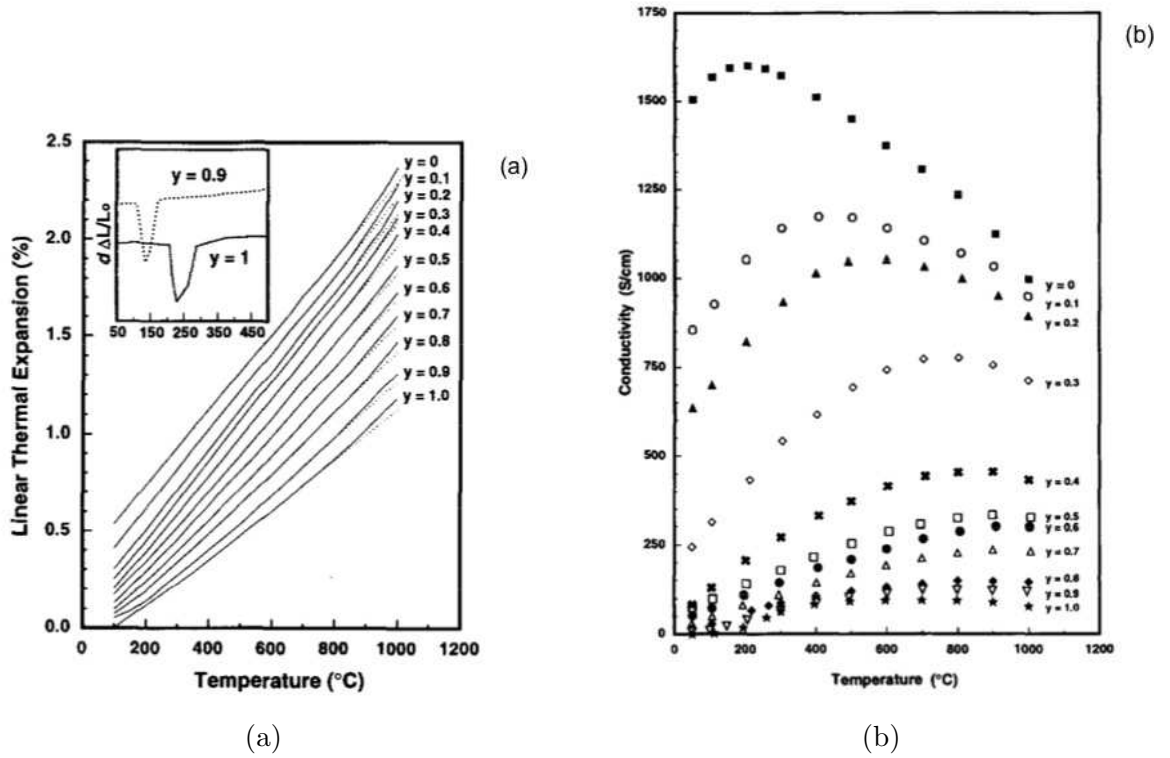 (a)
Linear Thermal Expansion (%)
2.5
2.0
1.5
1.0
0.5
0.0
0 200 400 600 800 1000 1200
Temperature (°C)
y = 0
y = 0.1
y = 0.2
y = 0.3
y = 0.4
y = 0.5
y = 0.6
y = 0.7
y = 0.8
y = 0.9
y = 1.0
d ΔL/Lo
y = 0.9
y = 1
50 150 250 350 450
(a)
(b)
Conductivity (S/cm)
1750
1500
1250
1000
750
500
250
0
0 200 400 600 800 1000 1200
Temperature (°C)
y = 0
y = 0.1
y = 0.2
y = 0.3
y = 0.4
y = 0.5
y = 0.6
y = 0.7
y = 0.8
y = 0.9
y = 1.0
(b)